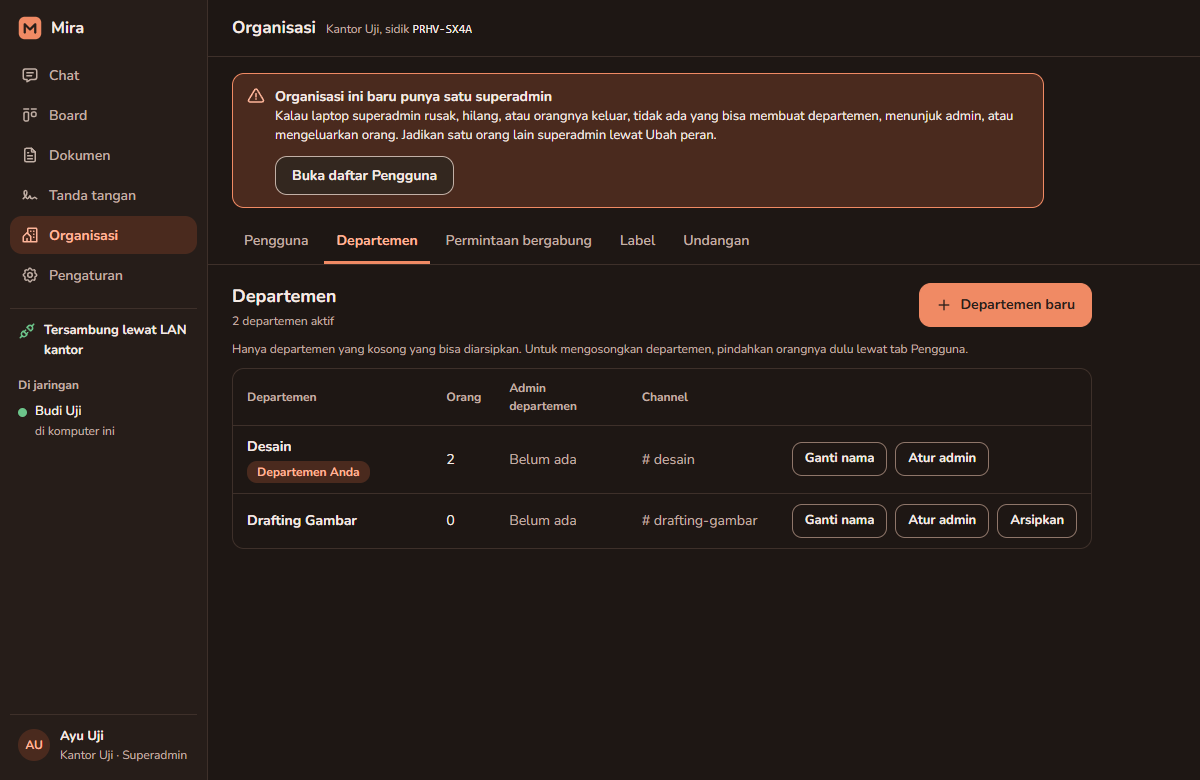 Mira
Chat
Board
Dokumen
Tanda tangan
Organisasi
Pengaturan
Tersambung lewat LAN
kantor
Di jaringan
Budi Uji
di komputer ini
AU
Ayu Uji
Kantor Uji · Superadmin
Organisasi Kantor Uji, sidik PRHV-SX4A
Organisasi ini baru punya satu superadmin
Kalau laptop superadmin rusak, hilang, atau orangnya keluar, tidak ada yang bisa membuat departemen, menunjuk admin, atau
mengeluarkan orang. Jadikan satu orang lain superadmin lewat Ubah peran.
Buka daftar Pengguna
Pengguna Departemen Permintaan bergabung Label Undangan
Departemen
2 departemen aktif
+ Departemen baru
Hanya departemen yang kosong yang bisa diarsipkan. Untuk mengosongkan departemen, pindahkan orangnya dulu lewat tab Pengguna.
Departemen Orang Admin departemen Channel
Desain
Departemen Anda
2 Belum ada # desain Ganti nama Atur admin
Drafting Gambar 0 Belum ada # drafting-gambar Ganti nama Atur admin Arsipkan